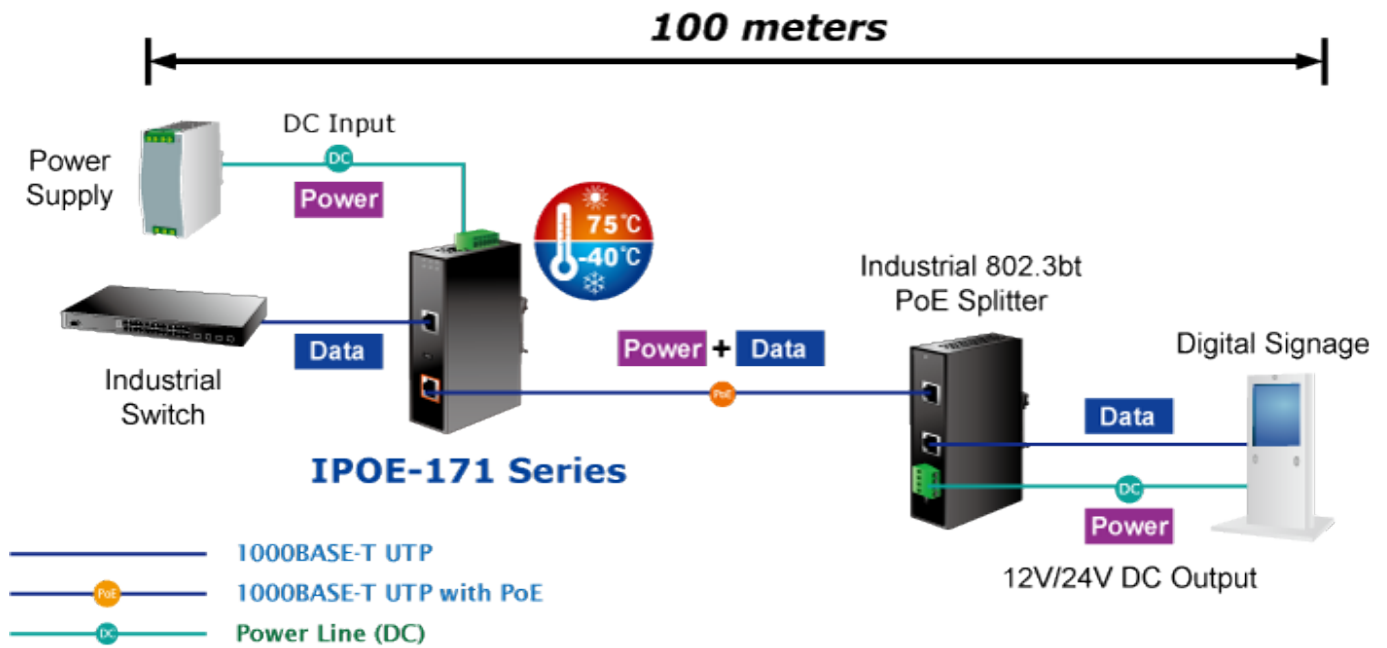 100 meters
DC Input
DC
Power
Power
Supply
75°C
-40°C
Industrial
Switch
Data
IPOE-171 Series
Power + Data
PoE
Industrial 802.3bt
PoE Splitter
Digital Signage
Data
DC
Power
12V/24V DC Output
1000BASE-T UTP
PoE
1000BASE-T UTP with PoE
DC
Power Line (DC)